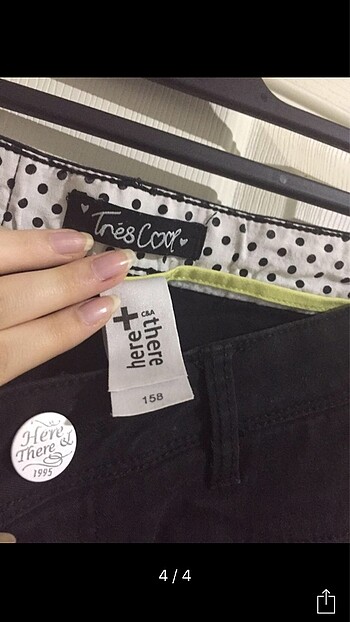 Très Cool
here
+
C&A
there
158
Here
There &
1995
4 / 4